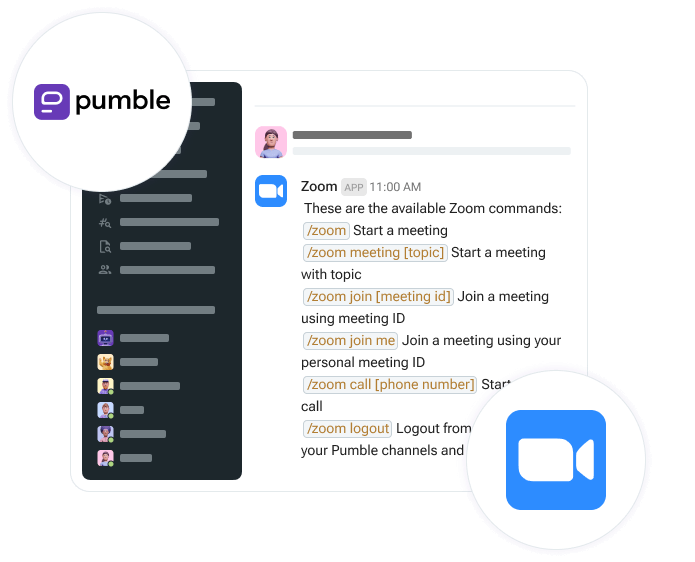 pumble
Zoom APP 11:00 AM
These are the available Zoom commands:
/zoom Start a meeting
/zoom meeting [topic] Start a meeting
with topic
/zoom join [meeting id] Join a meeting
using meeting ID
/zoom join me Join a meeting using your
personal meeting ID
/zoom call [phone number] Start
call
/zoom logout Logout from
your Pumble channels and